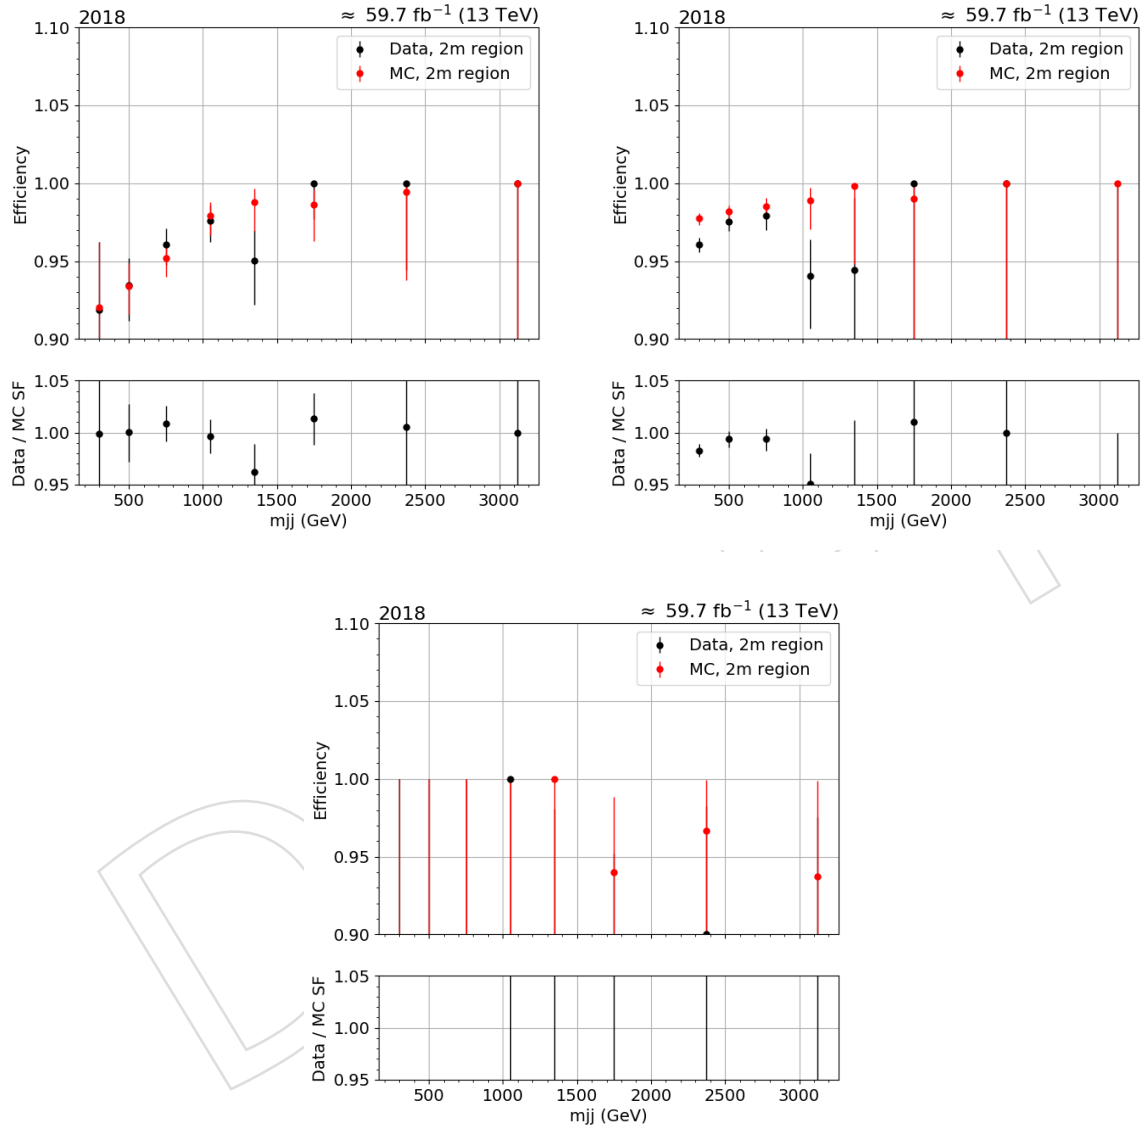 2018 ≈ 59.7 fb⁻¹ (13 TeV)
1.10
Data, 2m region
MC, 2m region
1.05
Efficiency
1.00
0.95
0.90
1.05
Data / MC SF
1.00
0.95
500 1000 1500 2000 2500 3000
mjj (GeV)
2018 ≈ 59.7 fb⁻¹ (13 TeV)
1.10
Data, 2m region
MC, 2m region
1.05
Efficiency
1.00
0.95
0.90
1.05
Data / MC SF
1.00
0.95
500 1000 1500 2000 2500 3000
mjj (GeV)
2018 ≈ 59.7 fb⁻¹ (13 TeV)
1.10
Data, 2m region
MC, 2m region
1.05
Efficiency
1.00
0.95
0.90
1.05
Data / MC SF
1.00
0.95
500 1000 1500 2000 2500 3000
mjj (GeV)